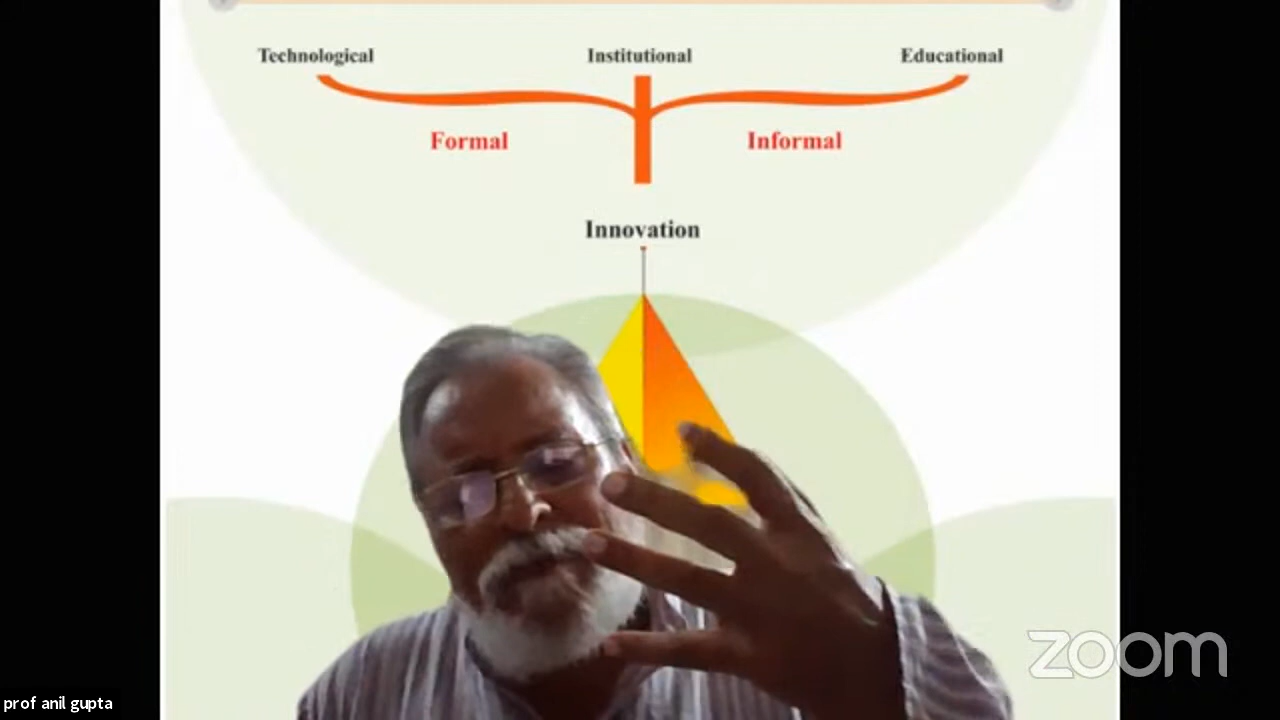 Technological Institutional Educational
Formal Informal
Innovation
zoom
prof anil gupta